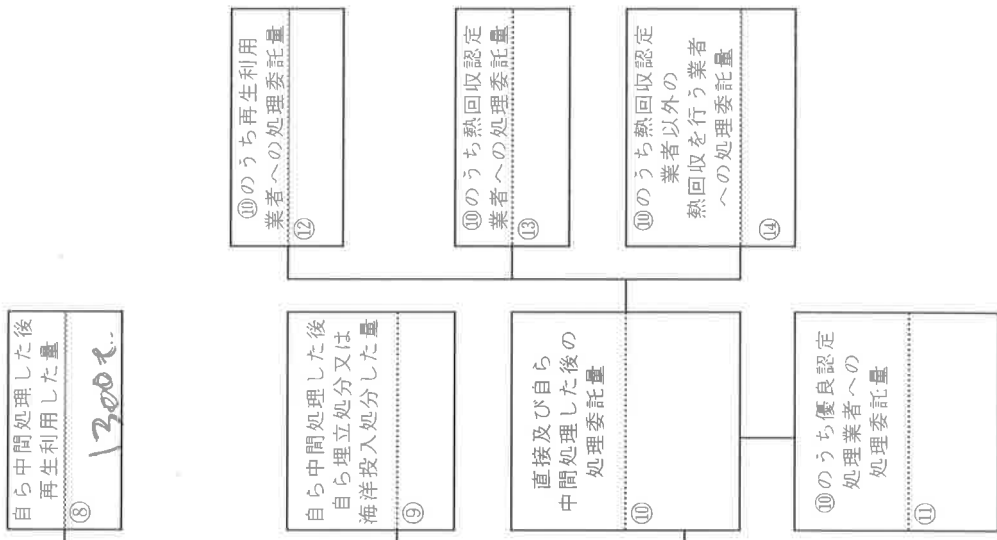 自ら中間処理した後
再生利用した量
⑧
1300t
自ら中間処理した後
自ら埋立処分又は
海洋投入処分した量
⑨
直接及び自ら
中間処理した後の
処理委託量
⑩
⑩のうち優良認定
処理業者への
処理委託量
⑪
⑩のうち再生利用
業者への処理委託量
⑫
⑩のうち熱回収認定
業者への処理委託量
⑬
⑩のうち熱回収認定
業者以外の
熱回収を行う業者
への処理委託量
⑭